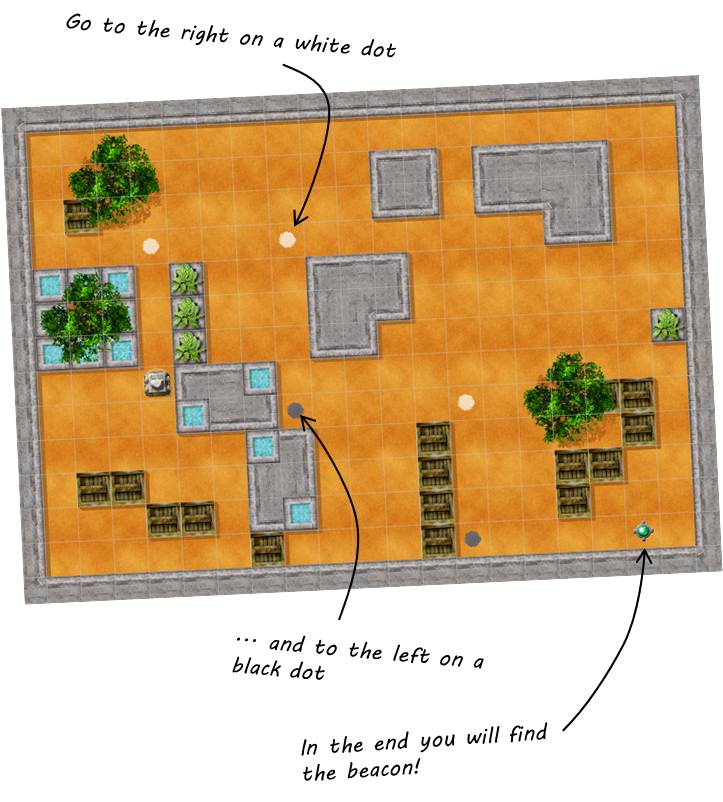 Go to the right on a white dot
... and to the left on a
black dot
In the end you will find
the beacon!